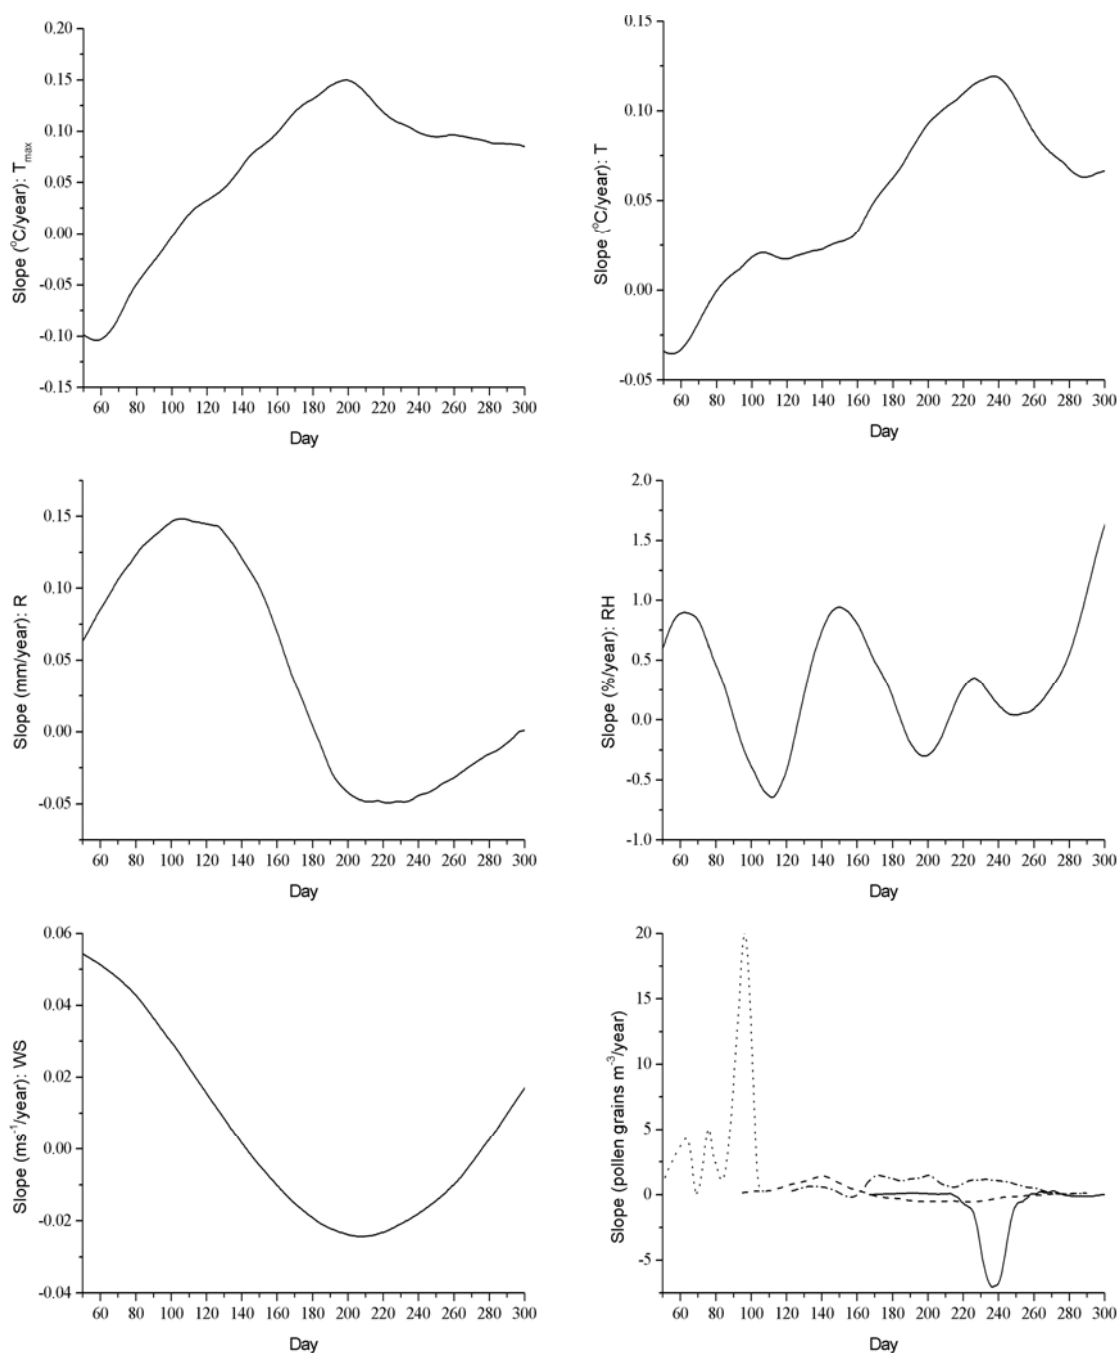 0.20
0.15
0.10
0.05
0.00
-0.05
-0.10
-0.15
Slope (°C/year): Tmax
60 80 100 120 140 160 180 200 220 240 260 280 300
Day
0.15
0.10
0.05
0.00
-0.05
Slope (°C/year): T
60 80 100 120 140 160 180 200 220 240 260 280 300
Day
0.15
0.10
0.05
0.00
-0.05
Slope (mm/year): R
60 80 100 120 140 160 180 200 220 240 260 280 300
Day
2.0
1.5
1.0
0.5
0.0
-0.5
-1.0
Slope (%/year): RH
60 80 100 120 140 160 180 200 220 240 260 280 300
Day
0.06
0.04
0.02
0.00
-0.02
-0.04
Slope (ms⁻¹/year): WS
60 80 100 120 140 160 180 200 220 240 260 280 300
Day
20
15
10
5
0
-5
Slope (pollen grains m⁻³/year)
60 80 100 120 140 160 180 200 220 240 260 280 300
Day